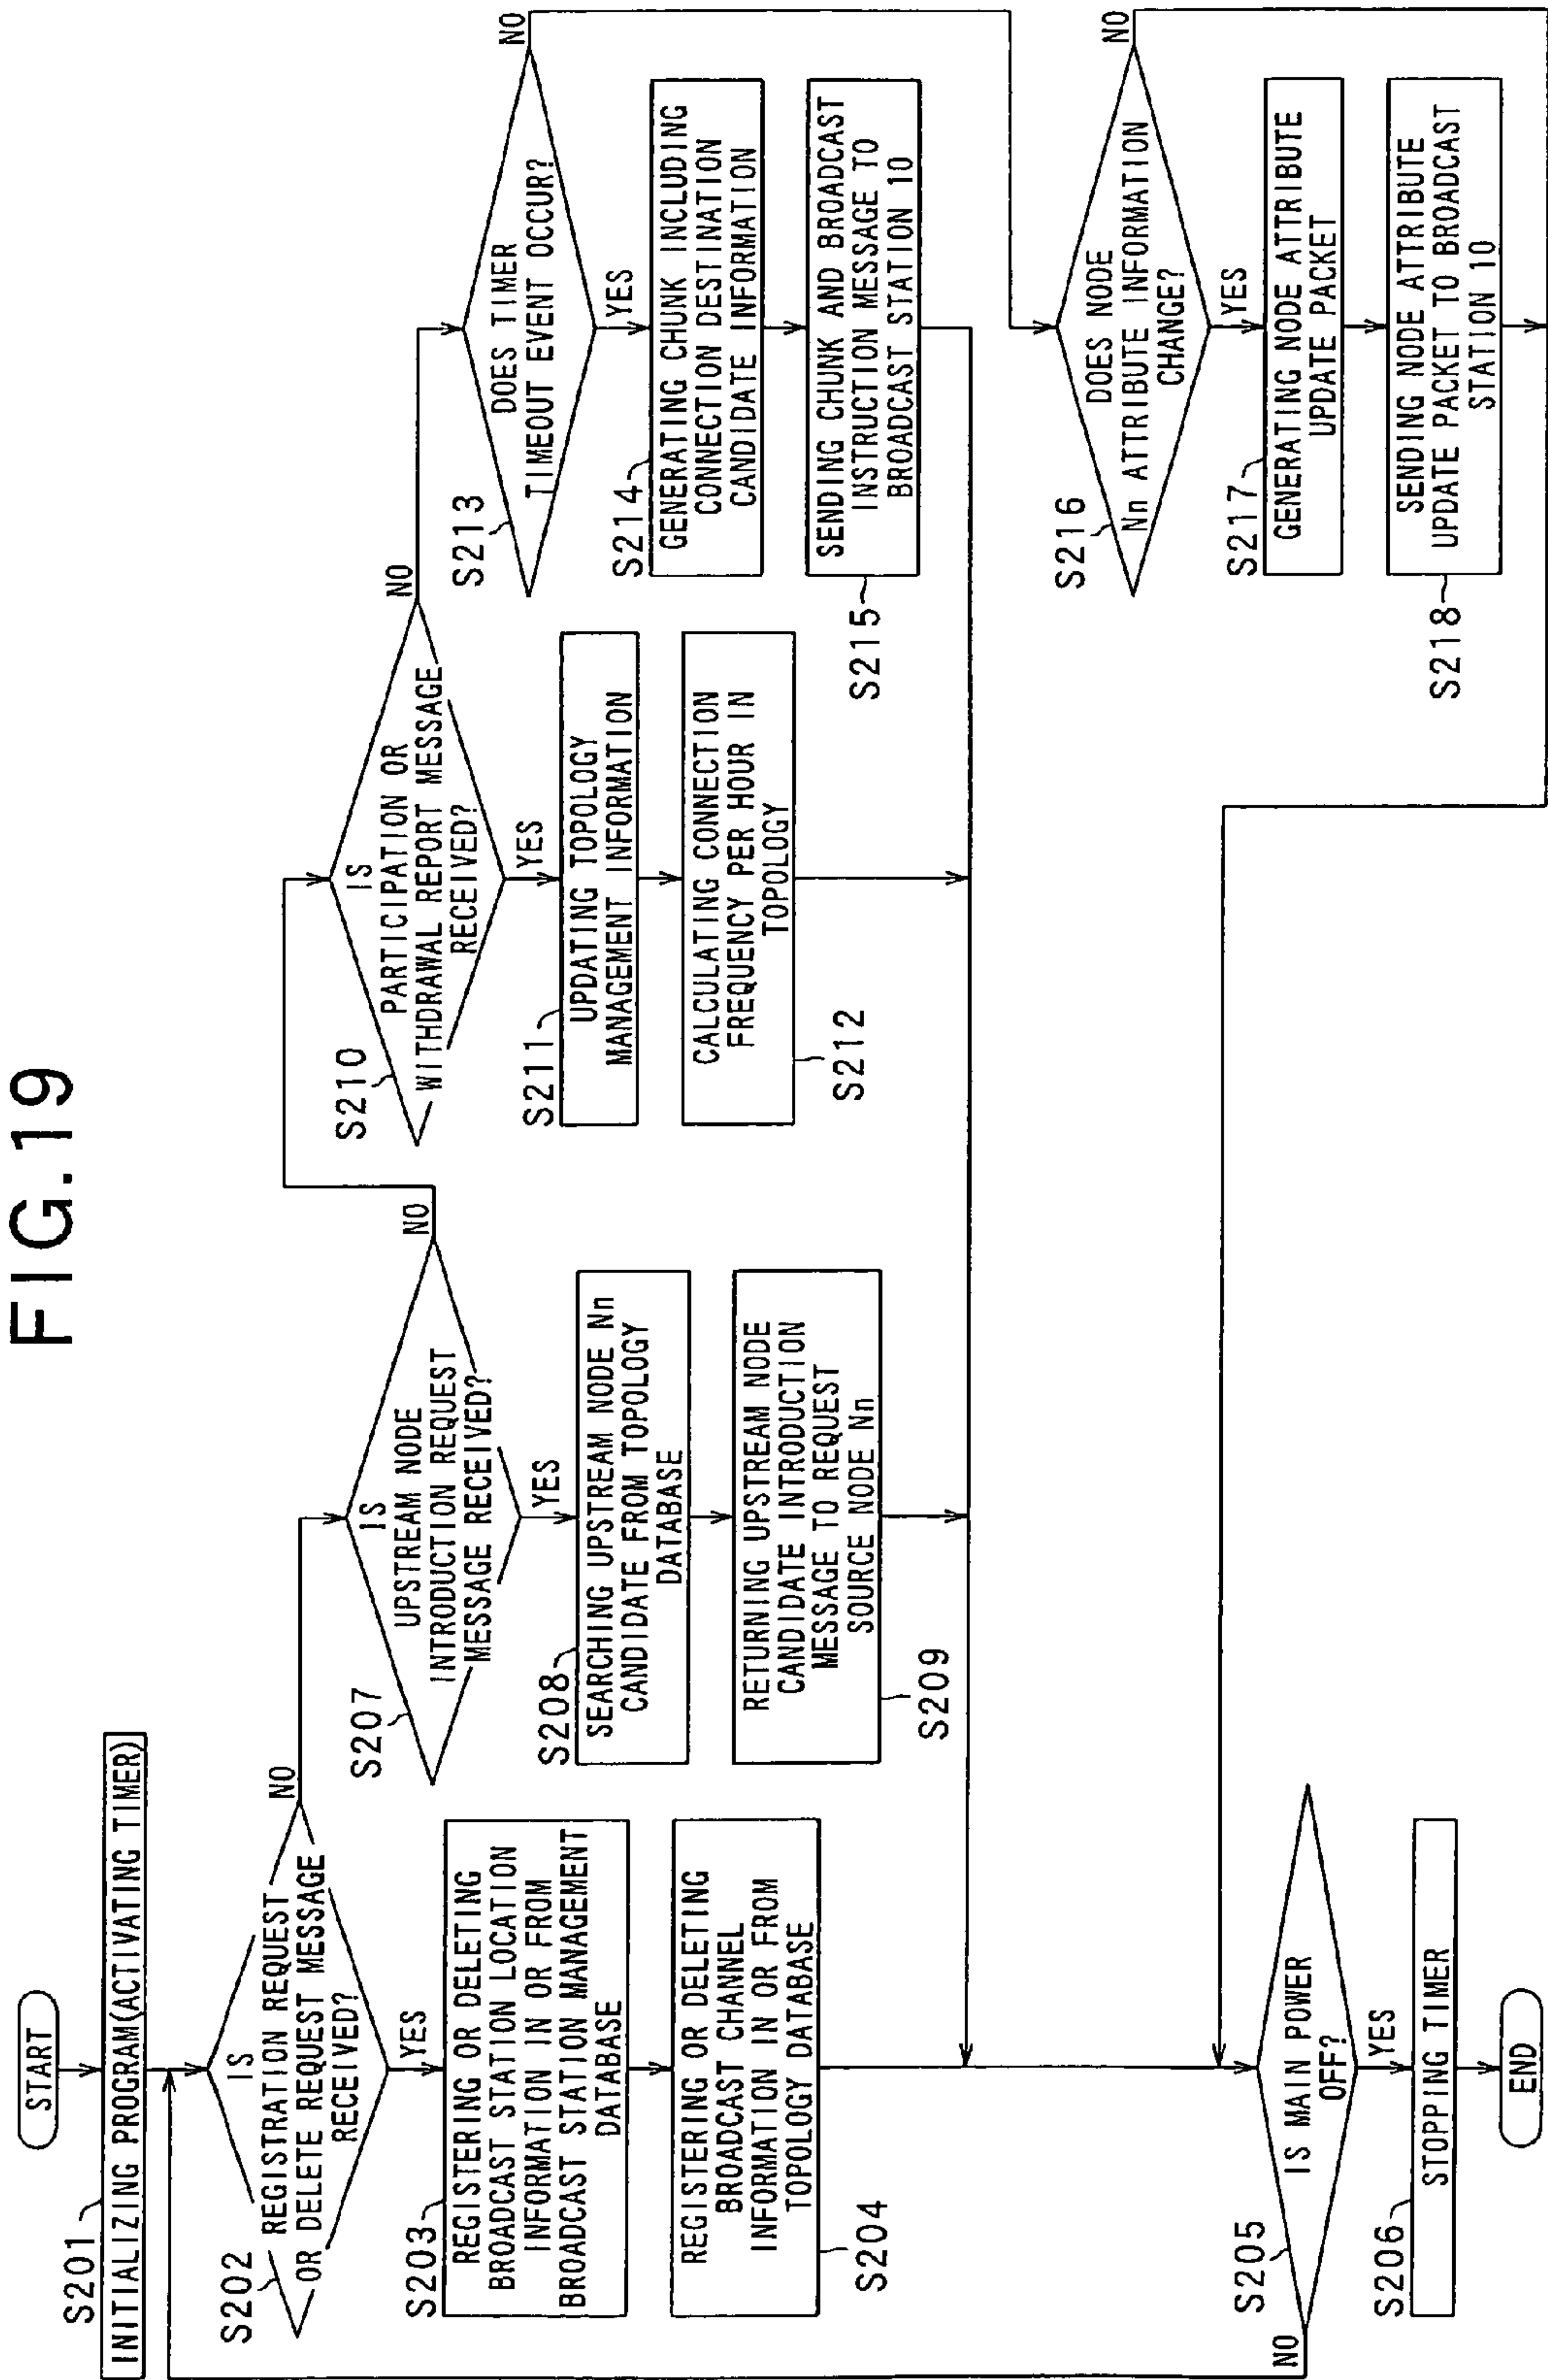 FIG.19
START
S201
INITIALIZING PROGRAM(ACTIVATING TIMER)
S202
IS
REGISTRATION REQUEST
OR DELETE REQUEST MESSAGE
RECEIVED?
NO
YES
S203
REGISTERING OR DELETING
BROADCAST STATION LOCATION
INFORMATION IN OR FROM
BROADCAST STATION MANAGEMENT
DATABASE
REGISTERING OR DELETING
BROADCAST CHANNEL
INFORMATION IN OR FROM
TOPOLOGY DATABASE
S204
S205
IS MAIN POWER
OFF?
NO
YES
S206
STOPPING TIMER
END
S207
IS
UPSTREAM NODE
INTRODUCTION REQUEST
MESSAGE RECEIVED?
NO
YES
S208
SEARCHING UPSTREAM NODE Nn
CANDIDATE FROM TOPOLOGY
DATABASE
RETURNING UPSTREAM NODE
CANDIDATE INTRODUCTION
MESSAGE TO REQUEST
SOURCE NODE Nn
S209
S210
IS
PARTICIPATION OR
WITHDRAWAL REPORT MESSAGE
RECEIVED?
NO
YES
S211
UPDATING TOPOLOGY
MANAGEMENT INFORMATION
CALCULATING CONNECTION
FREQUENCY PER HOUR IN
TOPOLOGY
S212
S213
DOES TIMER
TIMEOUT EVENT OCCUR?
NO
YES
S214
GENERATING CHUNK INCLUDING
CONNECTION DESTINATION
CANDIDATE INFORMATION
SENDING CHUNK AND BROADCAST
INSTRUCTION MESSAGE TO
BROADCAST STATION 10
S215
S216
DOES NODE
Nn ATTRIBUTE INFORMATION
CHANGE?
NO
YES
S217
GENERATING NODE ATTRIBUTE
UPDATE PACKET
SENDING NODE ATTRIBUTE
UPDATE PACKET TO BROADCAST
STATION 10
S218